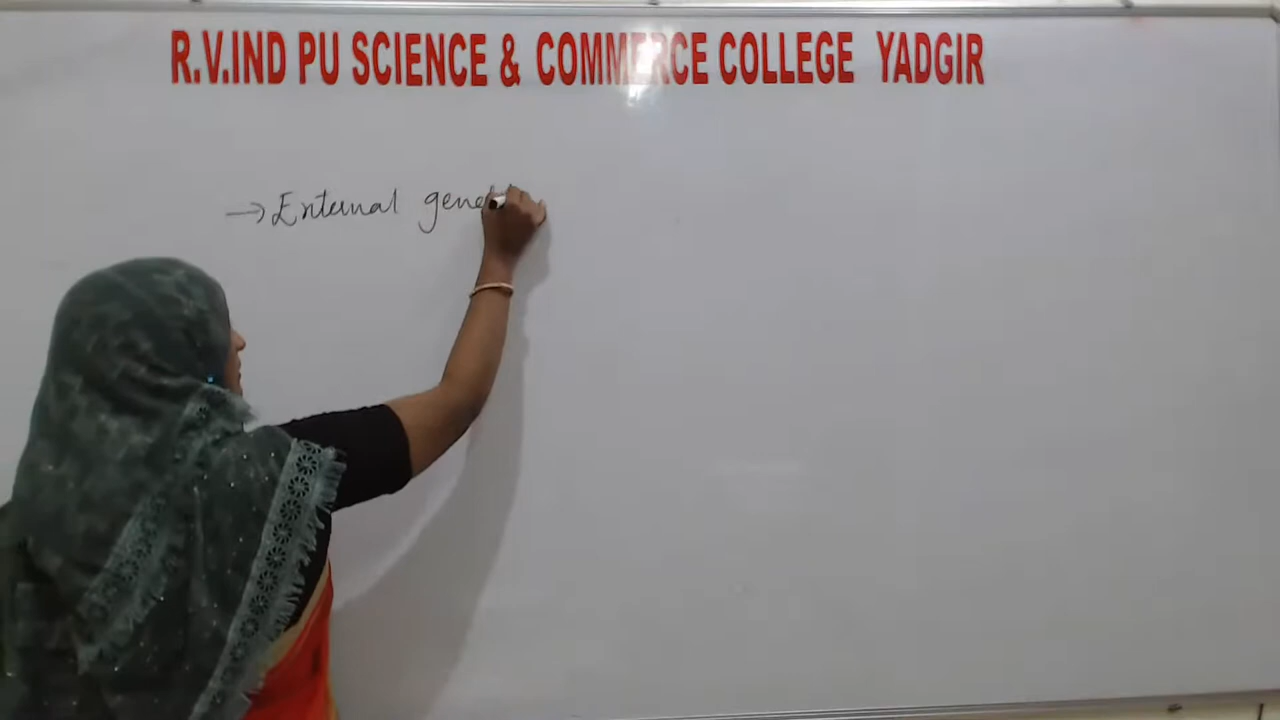 R.V.IND PU SCIENCE & COMMERCE COLLEGE YADGIR
→ External gene